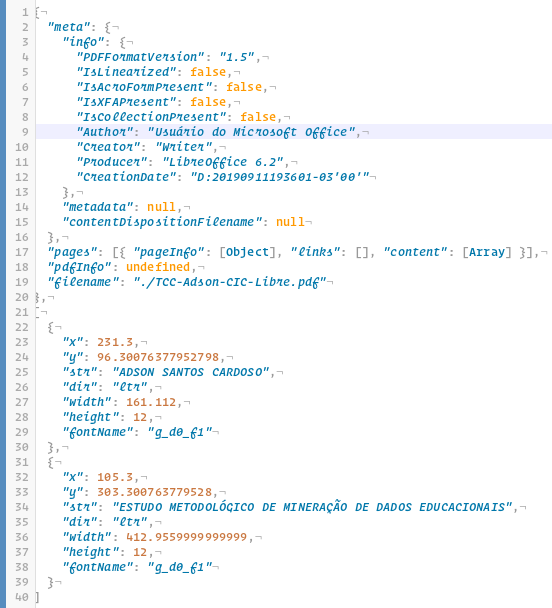 1 {¬
2 "meta": {¬
3 "info": {¬
4 "PDFFormatVersion": "1.5",¬
5 "IsLinearized": false,¬
6 "IsAcroFormPresent": false,¬
7 "IsXFAPresent": false,¬
8 "IsCollectionPresent": false,¬
9 "Author": "Usuário do Microsoft Office",¬
10 "Creator": "Writer",¬
11 "Producer": "LibreOffice 6.2",¬
12 "CreationDate": "D:20190911193601-03'00'"¬
13 },¬
14 "metadata": null,¬
15 "contentDispositionFilename": null¬
16 },¬
17 "pages": [{ "pageInfo": [Object], "links": [], "content": [Array] }],¬
18 "pdfInfo": undefined,¬
19 "filename": "./TCC-Adson-CIC-Libre.pdf"¬
20 },¬
21 [¬
22 {¬
23 "x": 231.3,¬
24 "y": 96.30076377952798,¬
25 "str": "ADSON SANTOS CARDOSO",¬
26 "dir": "ltr",¬
27 "width": 161.112,¬
28 "height": 12,¬
29 "fontName": "g_d0_f1"¬
30 },¬
31 {¬
32 "x": 105.3,¬
33 "y": 303.300763779528,¬
34 "str": "ESTUDO METODOLÓGICO DE MINERAÇÃO DE DADOS EDUCACIONAIS",¬
35 "dir": "ltr",¬
36 "width": 412.9559999999999,¬
37 "height": 12,¬
38 "fontName": "g_d0_f1"¬
39 }¬
40 ]